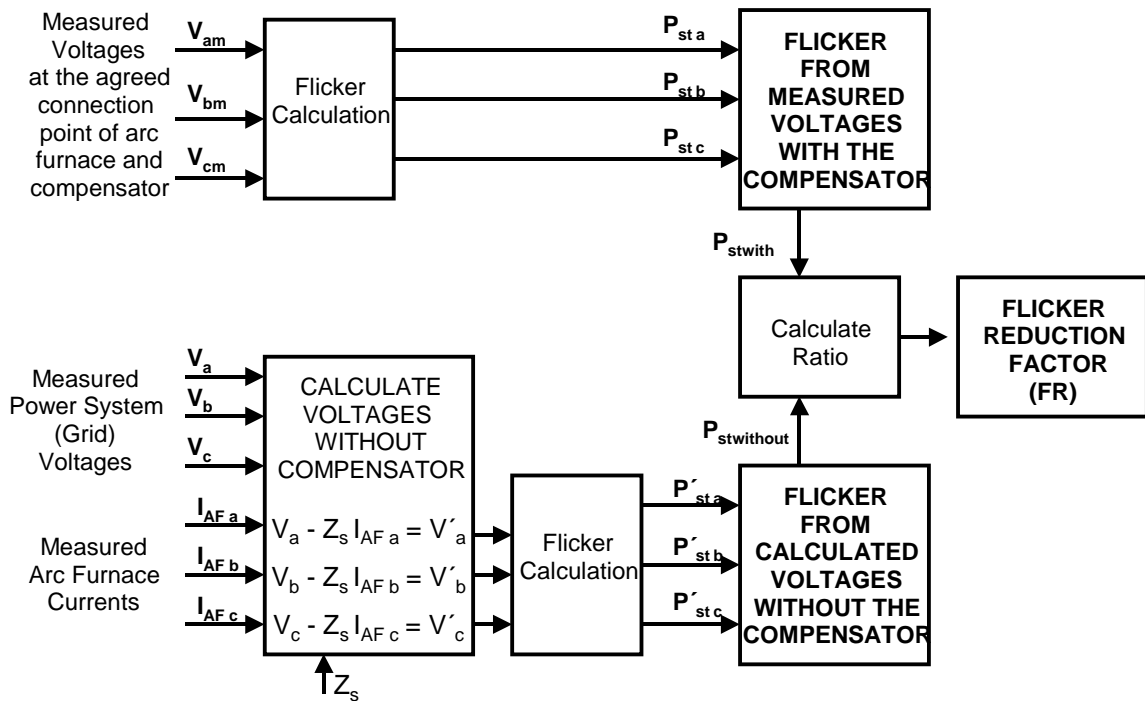 Measured
Voltages
at the agreed
connection
point of arc
furnace and
compensator
V_am
V_bm
V_cm
Flicker
Calculation
P_st a
P_st b
P_st c
FLICKER
FROM
MEASURED
VOLTAGES
WITH THE
COMPENSATOR
P_stwith
Calculate
Ratio
FLICKER
REDUCTION
FACTOR
(FR)
P_stwithout
Measured
Power System
(Grid)
Voltages
V_a
V_b
V_c
Measured
Arc Furnace
Currents
I_AF a
I_AF b
I_AF c
CALCULATE
VOLTAGES
WITHOUT
COMPENSATOR
V_a - Z_s I_AF a = V´_a
V_b - Z_s I_AF b = V´_b
V_c - Z_s I_AF c = V´_c
Z_s
Flicker
Calculation
P´_st a
P´_st b
P´_st c
FLICKER
FROM
CALCULATED
VOLTAGES
WITHOUT THE
COMPENSATOR